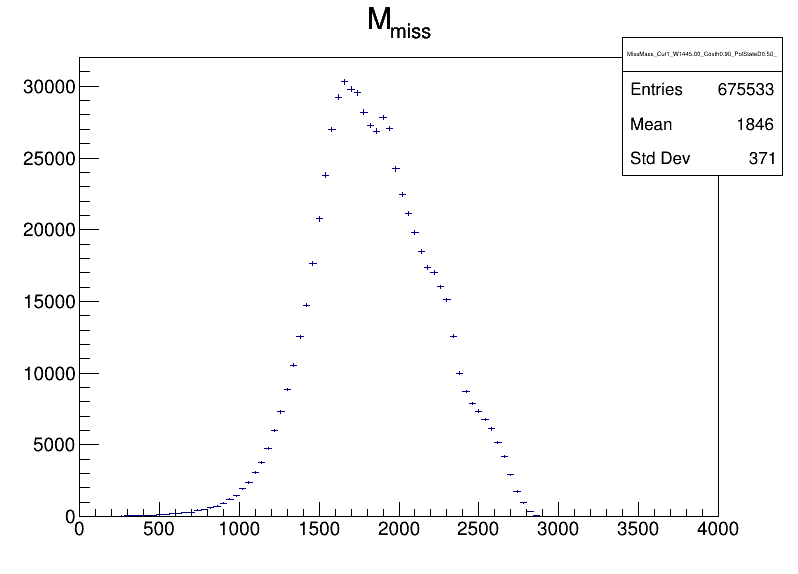 M_miss
MissMass_Cut1_W1445.00_Costh0.90_PolStateD0.50_
Entries 675533
Mean 1846
Std Dev 371
30000
25000
20000
15000
10000
5000
0
0 500 1000 1500 2000 2500 3000 3500 4000